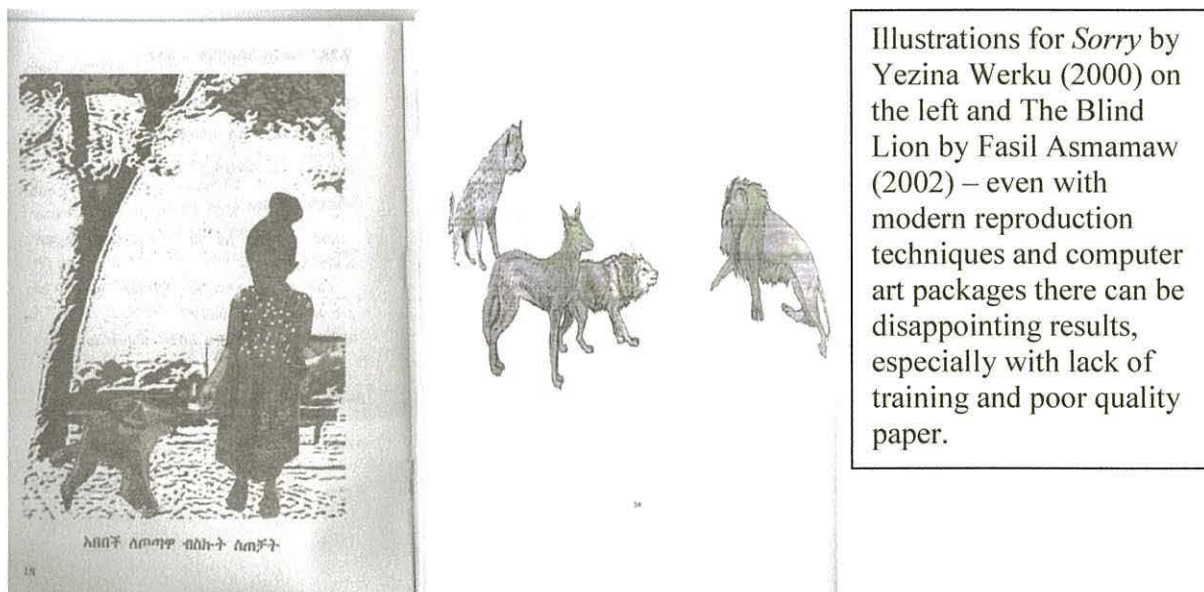 አበበች ለጦጣዋ ብስኩት ሰጠቻት
18
Illustrations for Sorry by
Yezina Werku (2000) on
the left and The Blind
Lion by Fasil Asmamaw
(2002) – even with
modern reproduction
techniques and computer
art packages there can be
disappointing results,
especially with lack of
training and poor quality
paper.